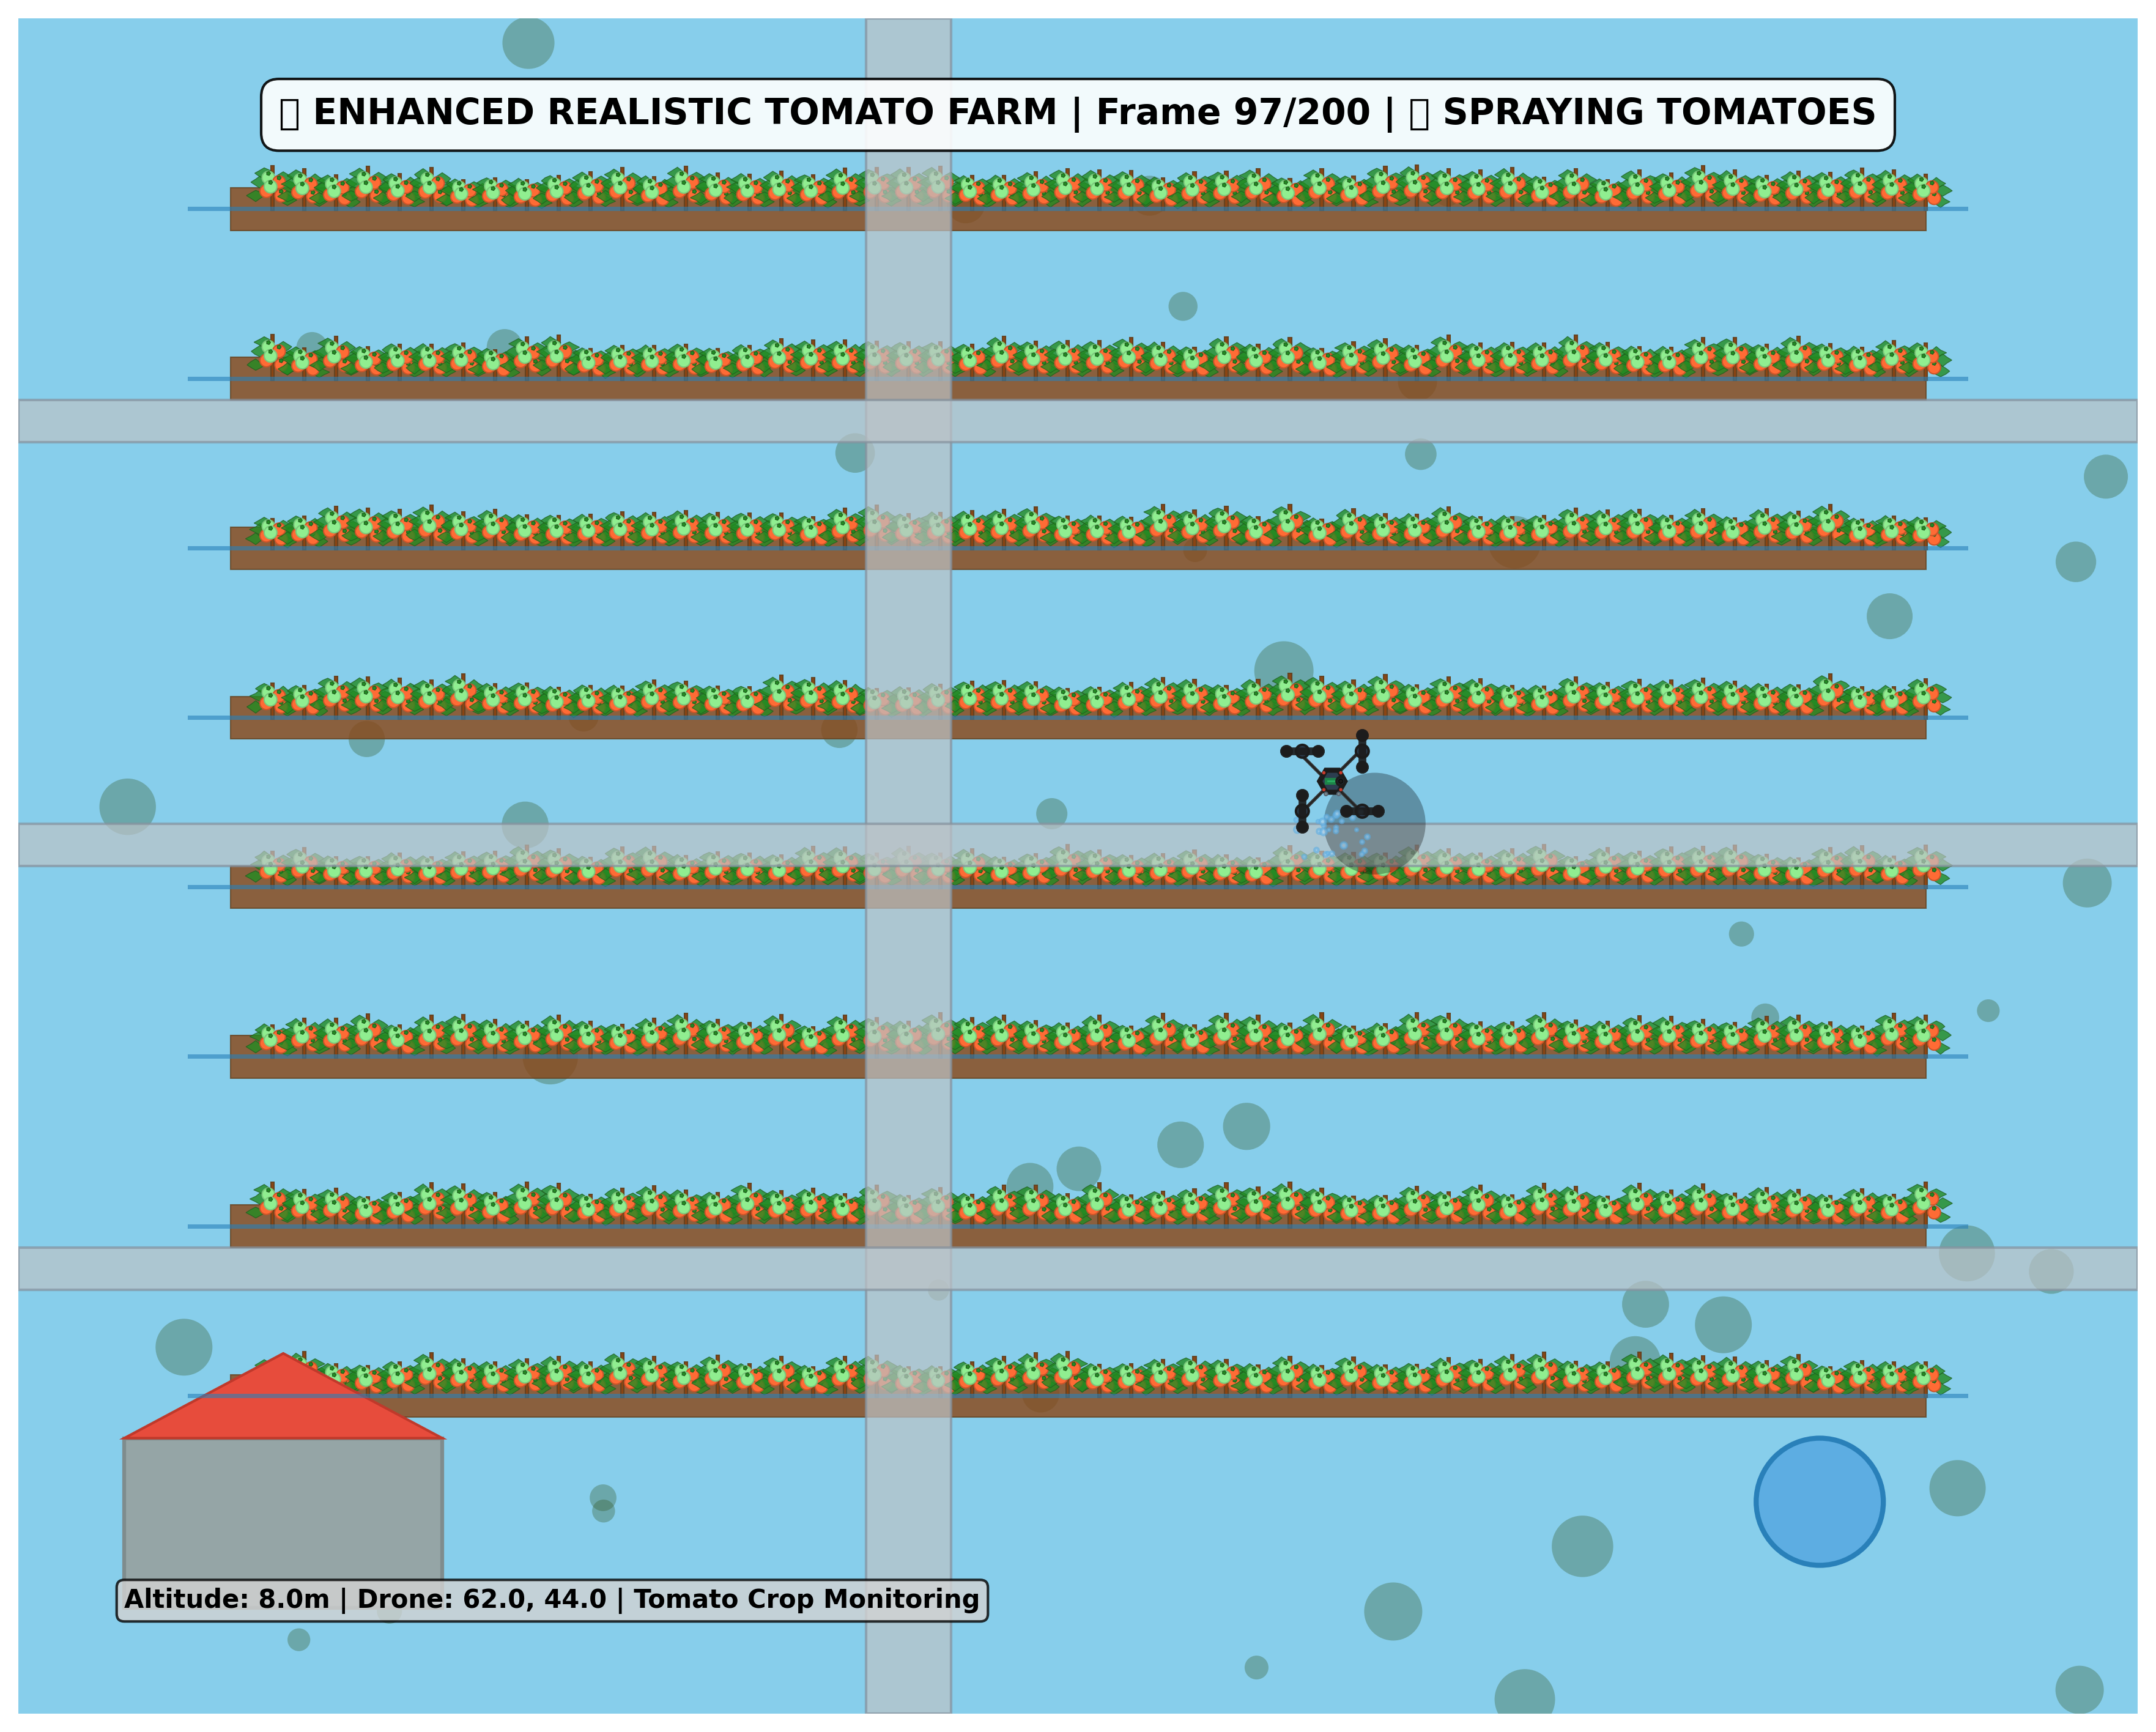 ▯ ENHANCED REALISTIC TOMATO FARM | Frame 97/200 | ▯ SPRAYING TOMATOES
Altitude: 8.0m | Drone: 62.0, 44.0 | Tomato Crop Monitoring